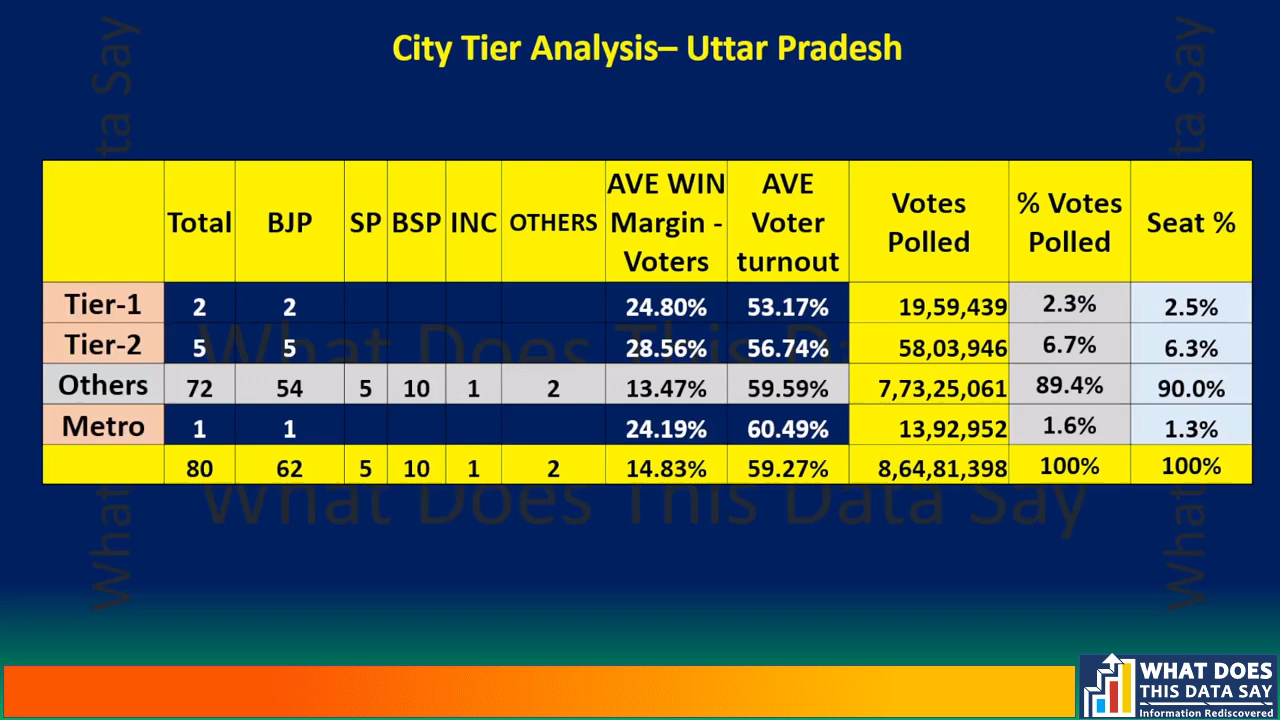 City Tier Analysis– Uttar Pradesh
Total BJP SP BSP INC OTHERS AVE WIN Margin - Voters AVE Voter turnout Votes Polled % Votes Polled Seat %
Tier-1 2 2 24.80% 53.17% 19,59,439 2.3% 2.5%
Tier-2 5 5 28.56% 56.74% 58,03,946 6.7% 6.3%
Others 72 54 5 10 1 2 13.47% 59.59% 7,73,25,061 89.4% 90.0%
Metro 1 1 24.19% 60.49% 13,92,952 1.6% 1.3%
80 62 5 10 1 2 14.83% 59.27% 8,64,81,398 100% 100%
What Does This Data Say
WHAT DOES
THIS DATA SAY
Information Rediscovered